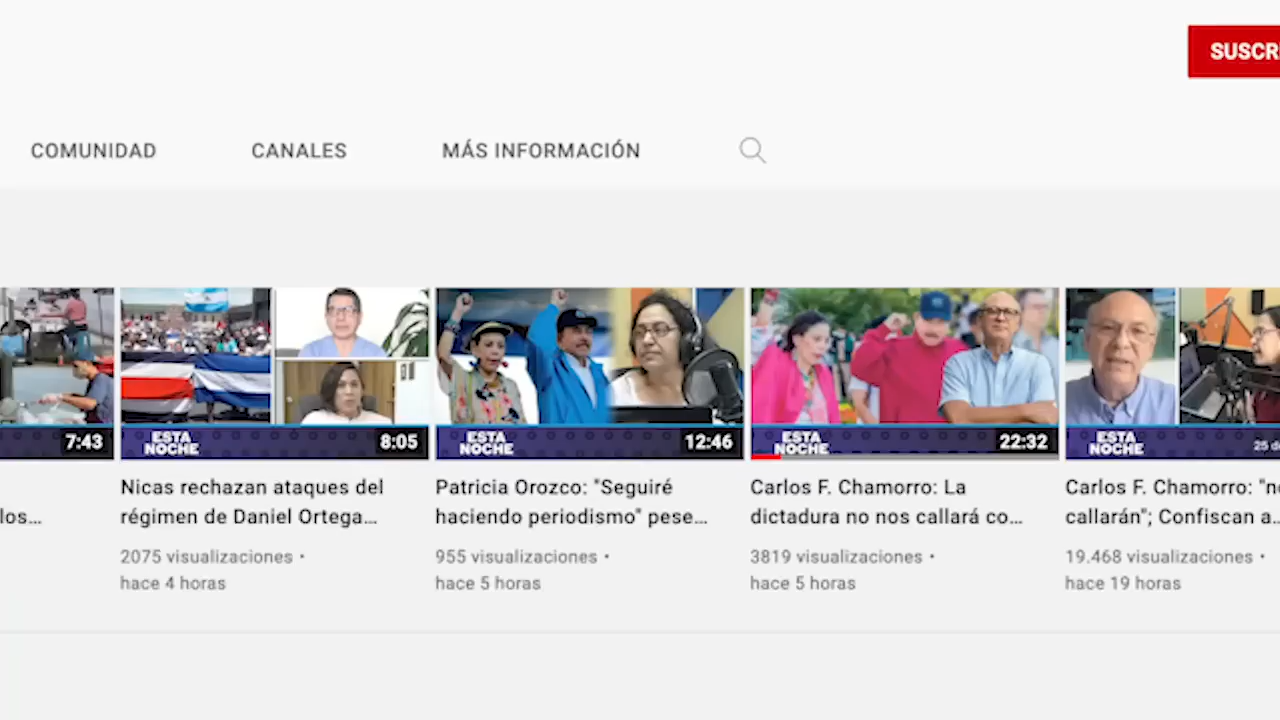 SUSCR
COMUNIDAD
CANALES
MÁS INFORMACIÓN
7:43
ESTA
NOCHE
8:05
ESTA
NOCHE
12:46
ESTA
NOCHE
22:32
ESTA
NOCHE
25 de
los…
Nicas rechazan ataques del
régimen de Daniel Ortega…
2075 visualizaciones •
hace 4 horas
Patricia Orozco: "Seguiré
haciendo periodismo" pese…
955 visualizaciones •
hace 5 horas
Carlos F. Chamorro: La
dictadura no nos callará co…
3819 visualizaciones •
hace 5 horas
Carlos F. Chamorro: "no
callarán"; Confiscan a…
19.468 visualizaciones •
hace 19 horas